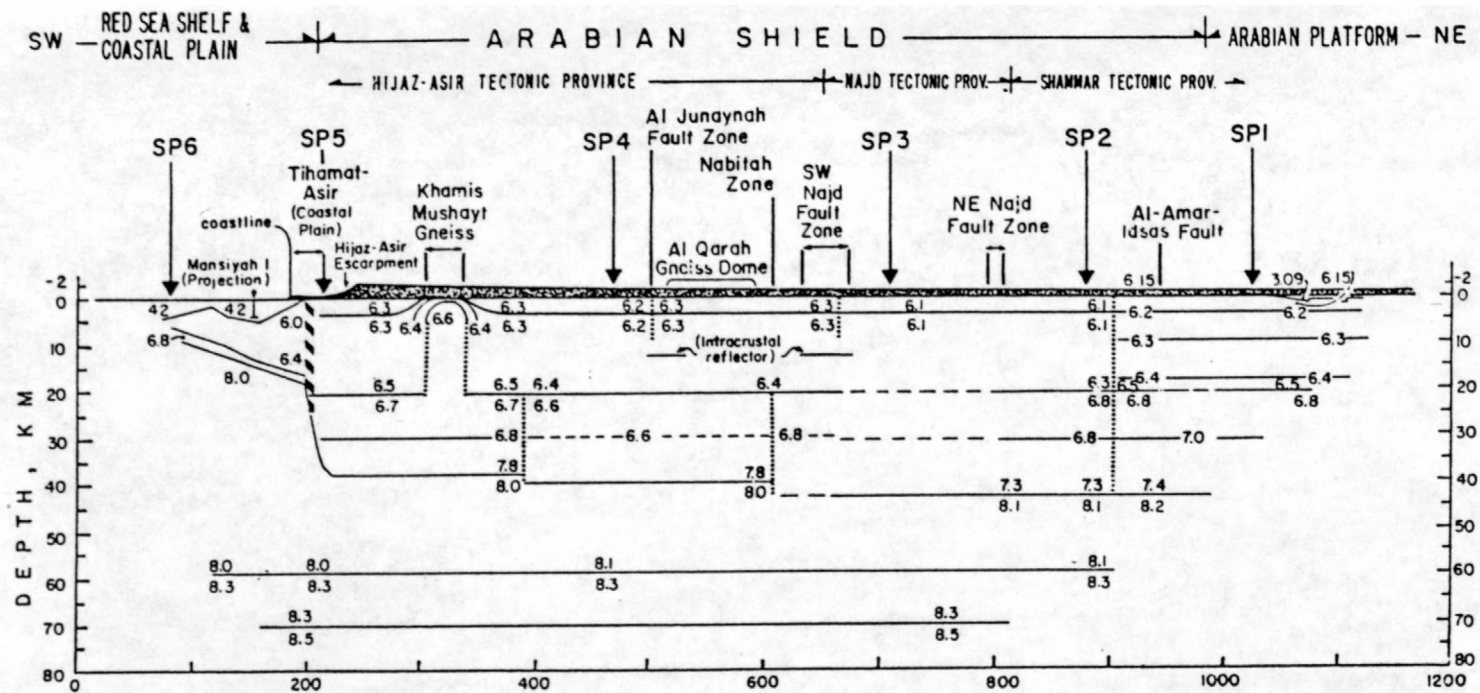 RED SEA SHELF &
SW
COASTAL PLAIN
ARABIAN SHIELD
ARABIAN PLATFORM – NE
HIJAZ-ASIR TECTONIC PROVINCE
NAJD TECTONIC PROV.
SHAMMAR TECTONIC PROV.
SP6
SP5
Tihamat-
Asir
(Coastal
Plain)
coastline
Hijaz-Asir
Escarpment
Mansiyah I
(Projection)
Khamis
Mushayt
Gneiss
SP4
Al Junaynah
Fault Zone
Nabitah
Zone
Al Qarah
Gneiss Dome
SW
Najd
Fault
Zone
SP3
NE Najd
Fault Zone
SP2
Al-Amar-
Idsas Fault
SP1
-2 6.15 3.09 6.15 -2
0 0
4.2 4.2 6.0 6.3 6.6 6.3 6.2 6.3 6.3 6.1 6.1 6.2 6.2
6.3 6.4 6.4 6.3 6.2 6.3 6.3 6.1 6.1
6.8 6.3 6.3
10 10
(Intracrustal
reflector)
8.0 6.4
6.5 6.5 6.4 6.4 6.3 6.5 6.4 6.5 6.4
20 20
6.7 6.7 6.6 6.8 6.8 6.8
30 6.8 6.6 6.8 6.8 7.0 30
7.8 7.8 7.3 7.3 7.4
40 40
8.0 8.0 8.1 8.1 8.2
50 50
8.0 8.0 8.1 8.1
60 60
8.3 8.3 8.3 8.3
8.3 8.3
70 70
8.5 8.5
80 80
0 200 400 600 800 1000 1200
DEPTH, KM